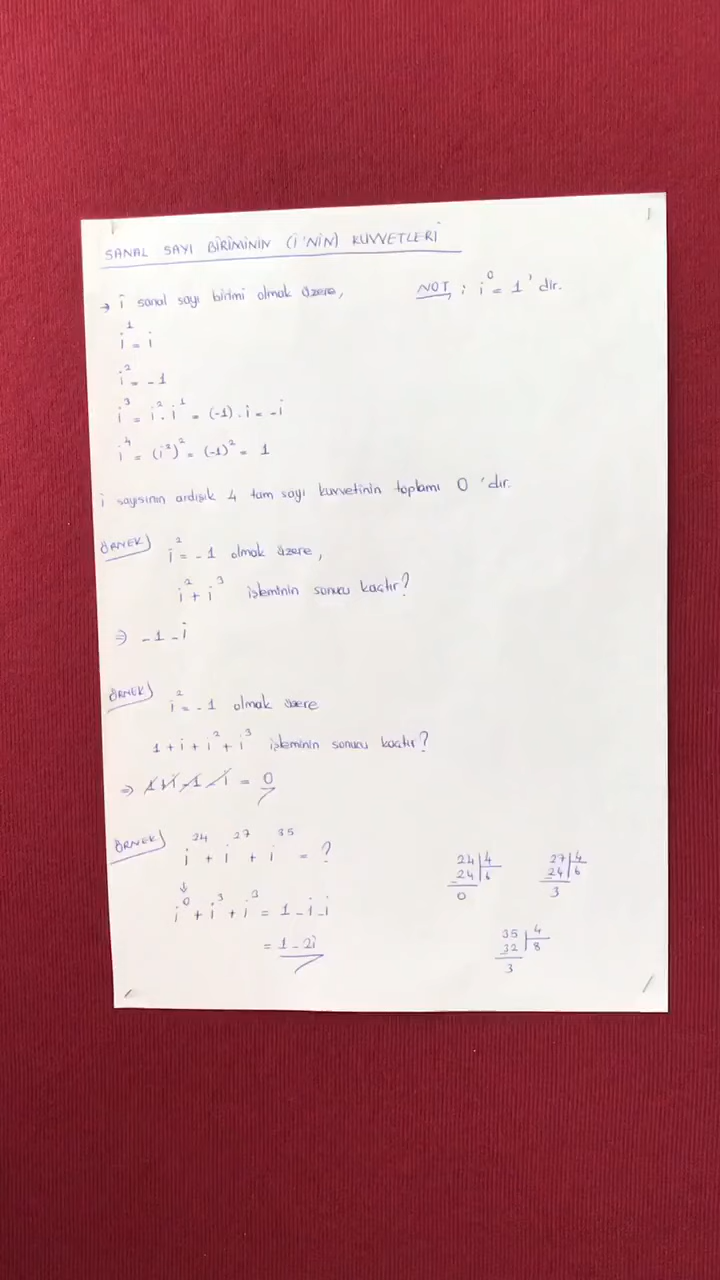 SANAL SAYI BİRİMİNİN (İ'NİN) KUVVETLERİ
→ i sanal sayı birimi olmak üzere,
NOT ; i⁰ = 1'dir.
i¹ = i
i² = -1
i³ = i² . i¹ = (-1) . i = -i
i⁴ = (i²)² = (-1)² = 1
i sayısının ardışık 4 tam sayı kuvvetinin toplamı 0'dır.
ÖRNEK) i² = -1 olmak üzere,
i² + i³ işleminin sonucu kaçtır?
⇒ -1 - i
ÖRNEK) i² = -1 olmak üzere
1 + i + i² + i³ işleminin sonucu kaçtır?
⇒ 1 + i - 1 - i = 0
ÖRNEK) i²⁴ + i²⁷ + i³⁵ = ?
↓
i⁰ + i³ + i³ = 1 - i - i
= 1 - 2i
24 | 4
-24 | 6
0
27 | 4
-24 | 6
3
35 | 4
32 | 8
3